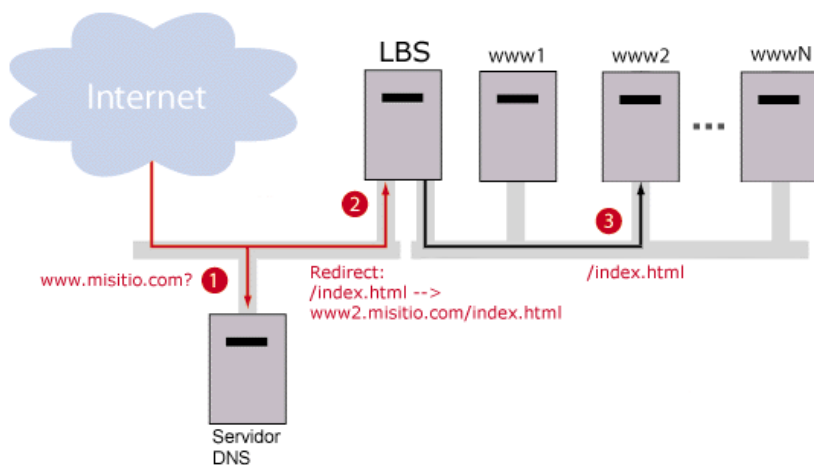 LBS
www1
www2
wwwN
Internet
...
2
3
www.misitio.com?
1
Redirect:
/index.html -->
www2.misitio.com/index.html
/index.html
Servidor
DNS